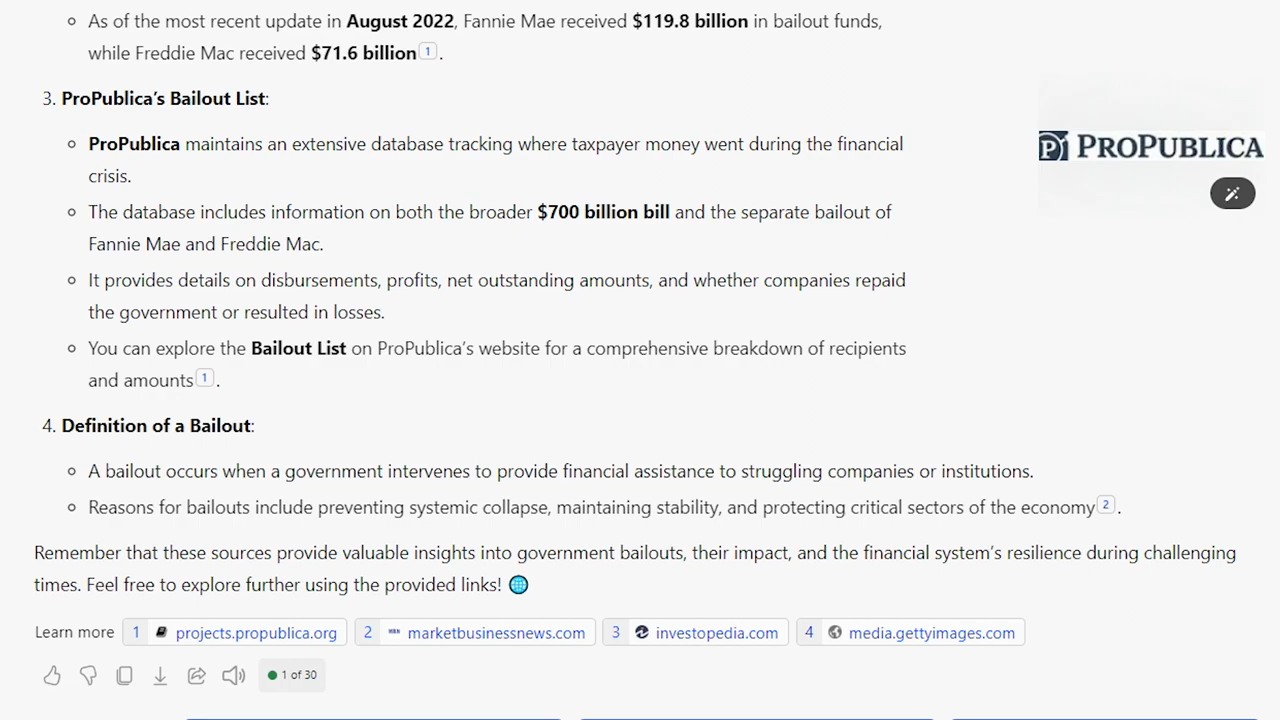 As of the most recent update in August 2022, Fannie Mae received $119.8 billion in bailout funds,
while Freddie Mac received $71.6 billion 1 .
3. ProPublica’s Bailout List:
ProPublica maintains an extensive database tracking where taxpayer money went during the financial
crisis.
PROPUBLICA
The database includes information on both the broader $700 billion bill and the separate bailout of
Fannie Mae and Freddie Mac.
It provides details on disbursements, profits, net outstanding amounts, and whether companies repaid
the government or resulted in losses.
You can explore the Bailout List on ProPublica’s website for a comprehensive breakdown of recipients
and amounts 1 .
4. Definition of a Bailout:
A bailout occurs when a government intervenes to provide financial assistance to struggling companies or institutions.
Reasons for bailouts include preventing systemic collapse, maintaining stability, and protecting critical sectors of the economy 2 .
Remember that these sources provide valuable insights into government bailouts, their impact, and the financial system’s resilience during challenging
times. Feel free to explore further using the provided links!
Learn more 1 projects.propublica.org 2 marketbusinessnews.com 3 investopedia.com 4 media.gettyimages.com
1 of 30